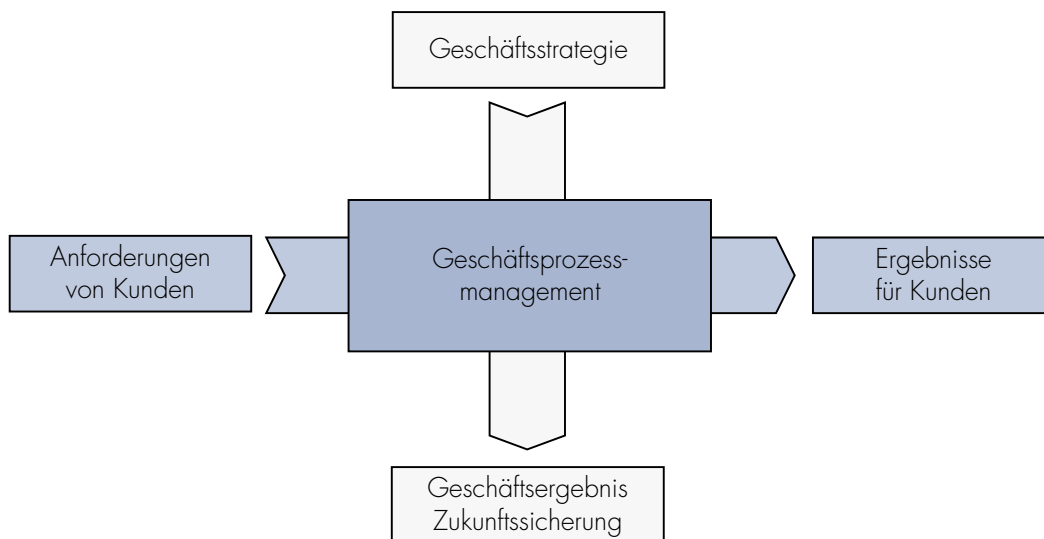 Geschäftsstrategie
Anforderungen
von Kunden
Geschäftsprozess-
management
Ergebnisse
für Kunden
Geschäftsergebnis
Zukunftssicherung